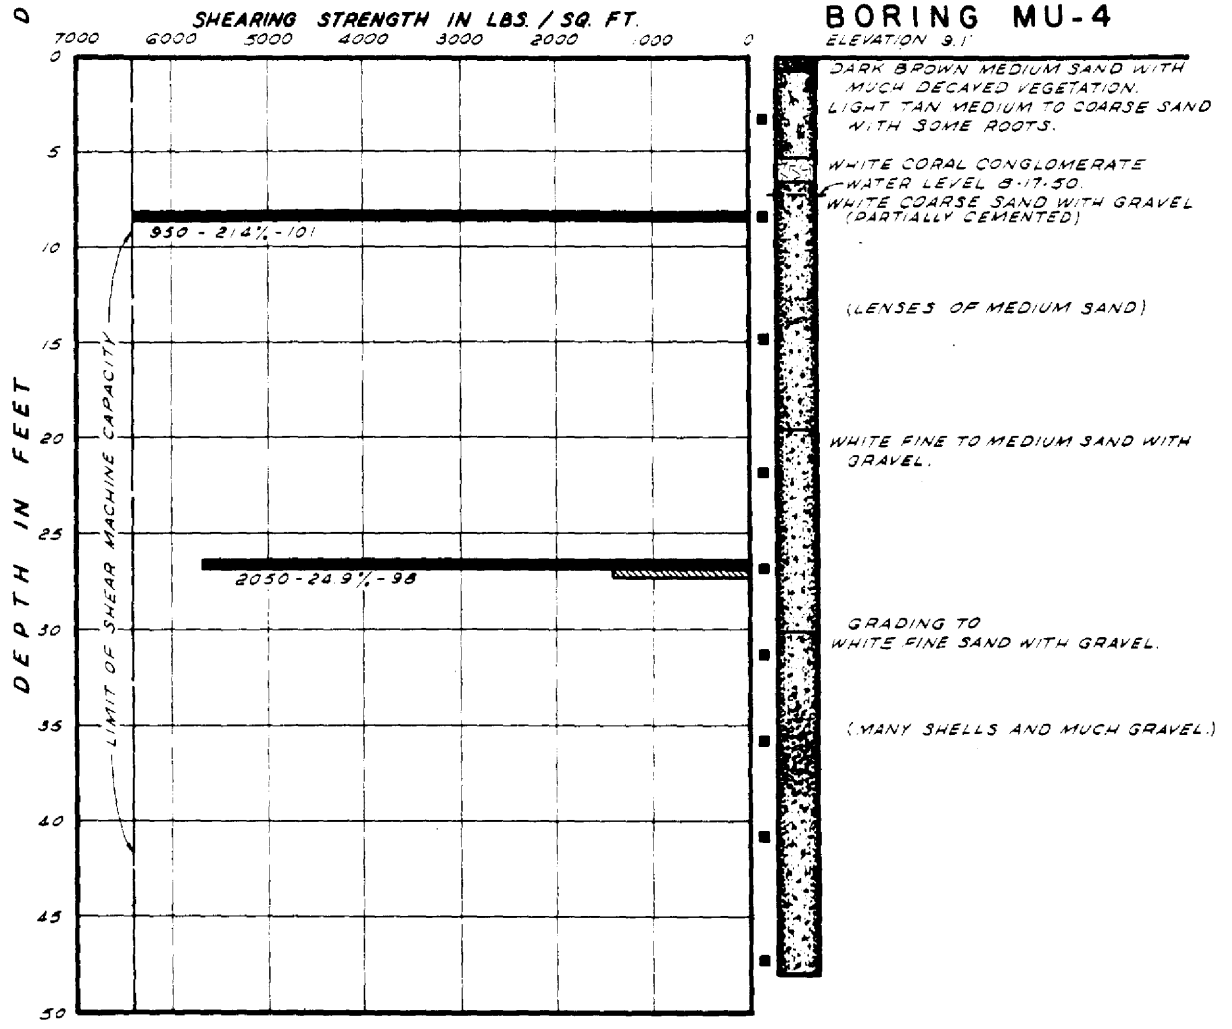 D
SHEARING STRENGTH IN LBS. / SQ. FT.
7000 6000 5000 4000 3000 2000 1000 0
BORING MU-4
ELEVATION 9.1'
0
5
10
15
20
25
30
35
40
45
50
DEPTH IN FEET
LIMIT OF SHEAR MACHINE CAPACITY
950 - 21.4% - 101
2050 - 24.9% - 98
DARK BROWN MEDIUM SAND WITH
MUCH DECAYED VEGETATION.
LIGHT TAN MEDIUM TO COARSE SAND
WITH SOME ROOTS.
WHITE CORAL CONGLOMERATE
WATER LEVEL 8-17-50.
WHITE COARSE SAND WITH GRAVEL
(PARTIALLY CEMENTED)
(LENSES OF MEDIUM SAND)
WHITE FINE TO MEDIUM SAND WITH
GRAVEL.
GRADING TO
WHITE FINE SAND WITH GRAVEL.
(MANY SHELLS AND MUCH GRAVEL.)